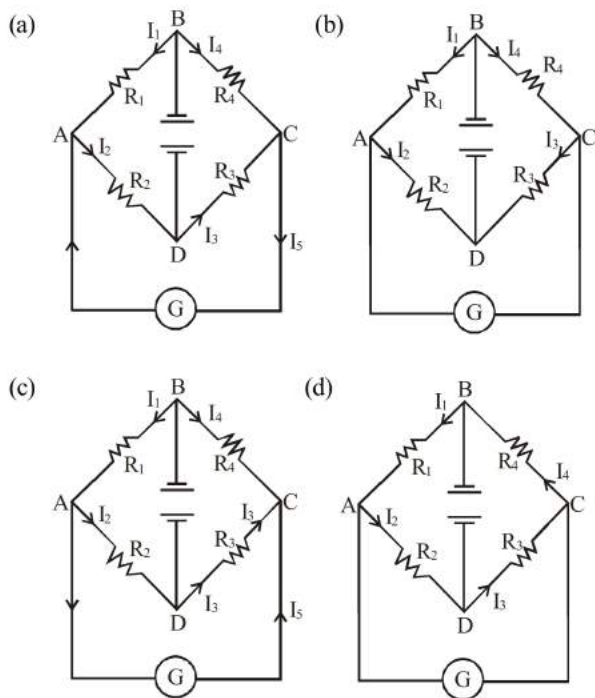 (a)
B
I₁
I₄
R₁
R₄
A
C
I₂
R₂
R₃
I₃
I₅
D
G
(b)
B
I₁
I₄
R₄
R₁
A
C
I₂
I₃
R₂
R₃
D
G
(c)
B
I₁
I₄
R₁
R₄
A
C
I₂
I₃
R₂
R₃
I₃
I₅
D
G
(d)
B
I₁
R₁
R₄
I₄
A
C
I₂
R₂
R₃
I₃
D
G